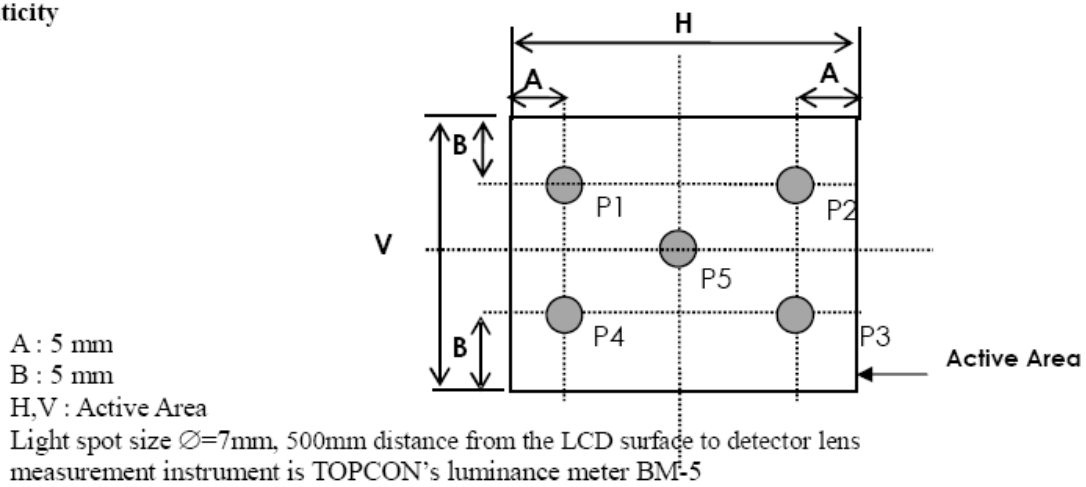 ticity
H
A A
B
P1 P2
V
P5
B P4 P3
Active Area
A : 5 mm
B : 5 mm
H,V : Active Area
Light spot size ∅=7mm, 500mm distance from the LCD surface to detector lens
measurement instrument is TOPCON's luminance meter BM-5